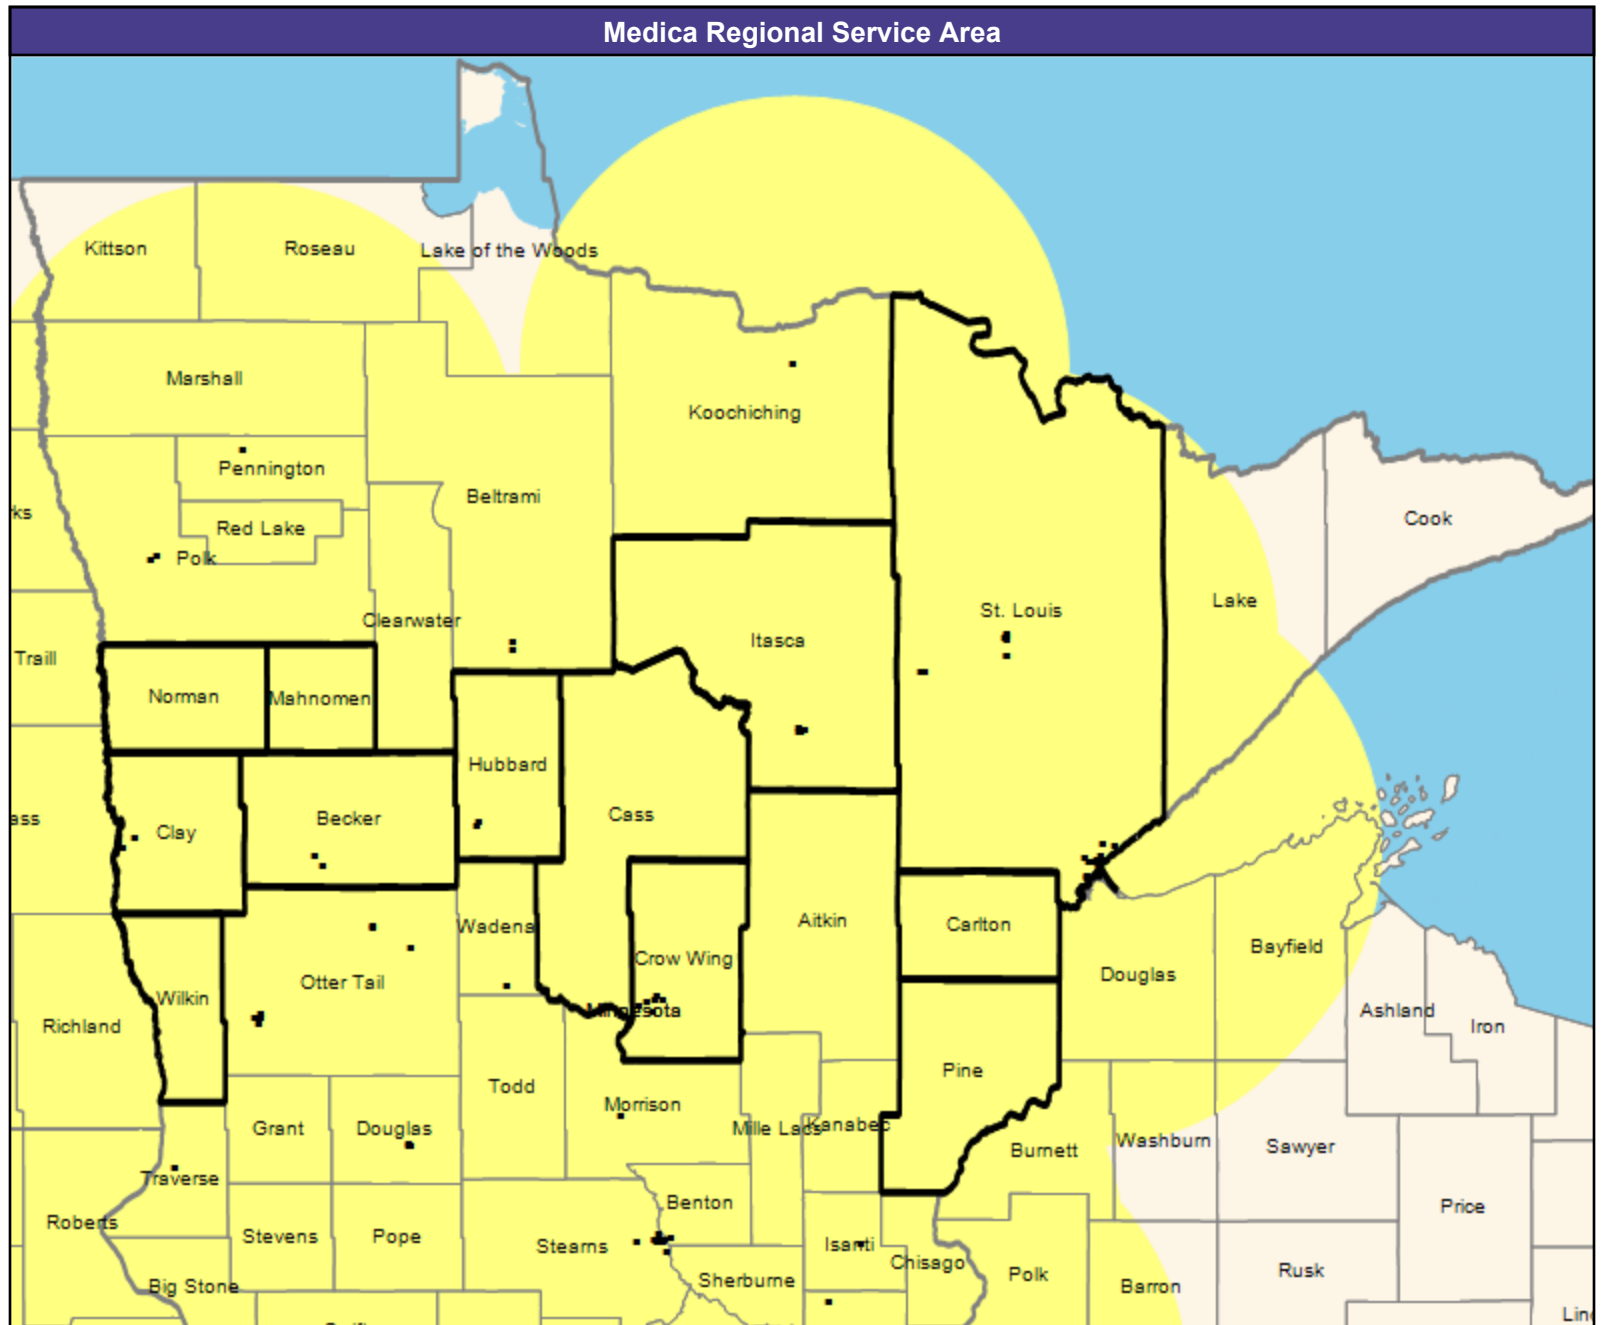 Medica Regional Service Area
Kittson
Roseau
Lake of the Woods
Marshall
Koochiching
Pennington
Beltrami
ks
Red Lake
Cook
Polk
Clearwater
St. Louis
Lake
Itasca
Traill
Norman
Mahnomen
Hubbard
Cass
ass
Clay
Becker
Aitkin
Carlton
Wadena
Crow Wing
Douglas
Bayfield
Otter Tail
Wilkin
Minnesota
Richland
Ashland
Iron
Pine
Todd
Morrison
Grant
Douglas
Mille Lacs
Kanabec
Burnett
Washburn
Sawyer
Traverse
Benton
Price
Roberts
Stevens
Pope
Stearns
Isanti
Chisago
Polk
Rusk
Big Stone
Sherburne
Barron
Lin